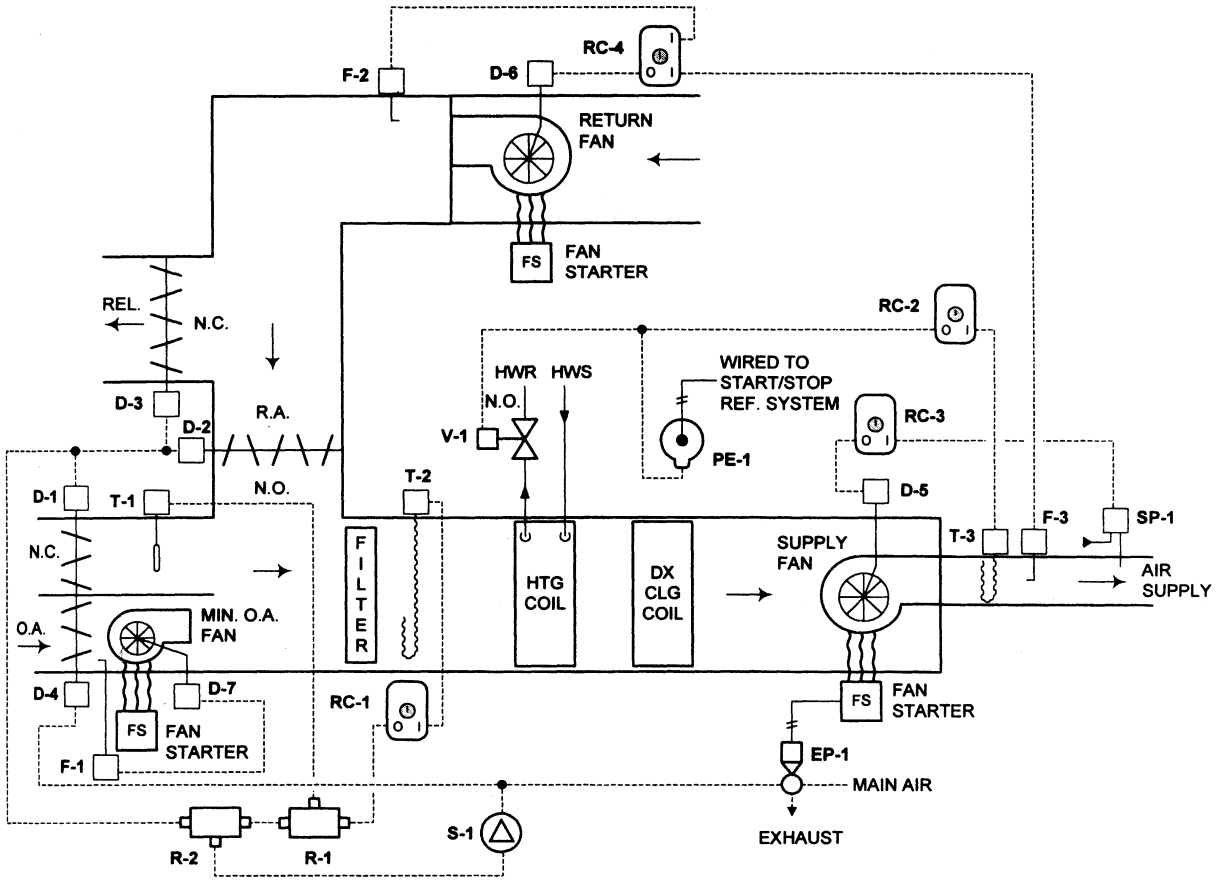 RC-4
I
O I
F-2
D-6
RETURN
FAN
FS
FAN
STARTER
REL.
N.C.
RC-2
O I
HWR HWS
N.O.
WIRED TO
START/STOP
REF. SYSTEM
D-3
R.A.
D-2
RC-3
O I
V-1
PE-1
N.O.
T-2
D-1
T-1
D-5
T-3
F-3
SP-1
N.C.
FILTER
HTG
COIL
DX
CLG
COIL
SUPPLY
FAN
AIR
SUPPLY
MIN. O.A.
FAN
O.A.
D-4
D-7
RC-1
O I
FS
FAN
STARTER
FS
FAN
STARTER
F-1
EP-1
MAIN AIR
EXHAUST
S-1
R-2
R-1